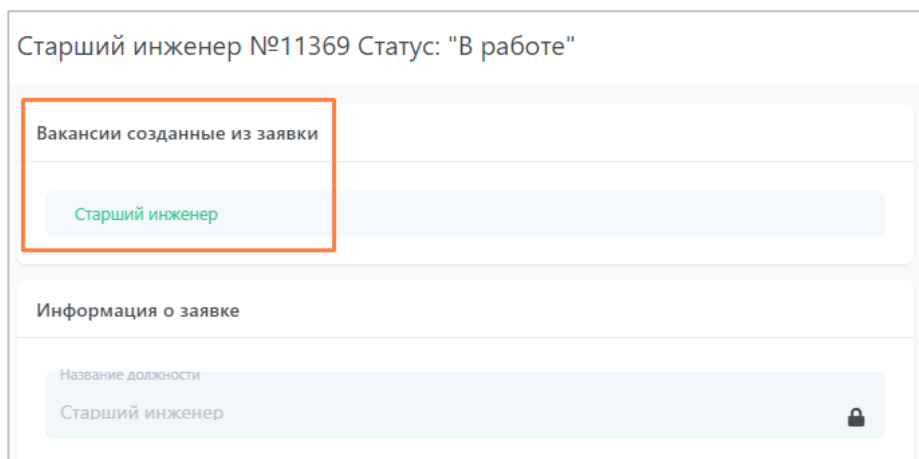 Старший инженер №11369 Статус: "В работе"
Вакансии созданные из заявки
Старший инженер
Информация о заявке
Название должности
Старший инженер